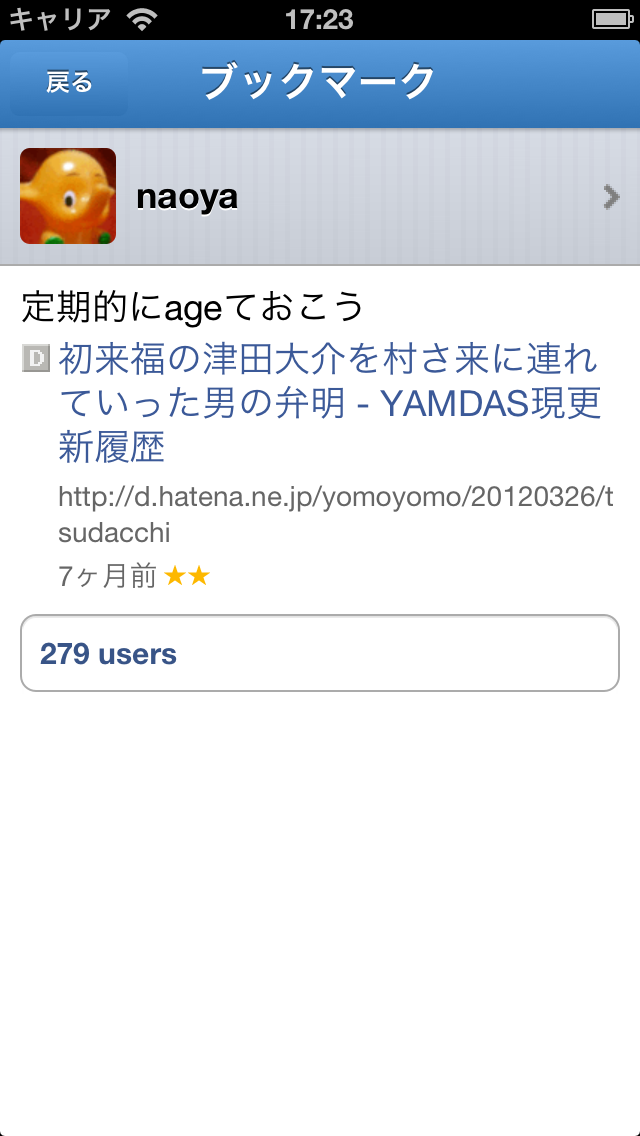 キャリア 17:23
戻る ブックマーク
naoya
定期的にageておこう
D 初来福の津田大介を村さ来に連れ
ていった男の弁明 - YAMDAS現更
新履歴
http://d.hatena.ne.jp/yomoyomo/20120326/t
sudacchi
7ヶ月前 ★★
279 users